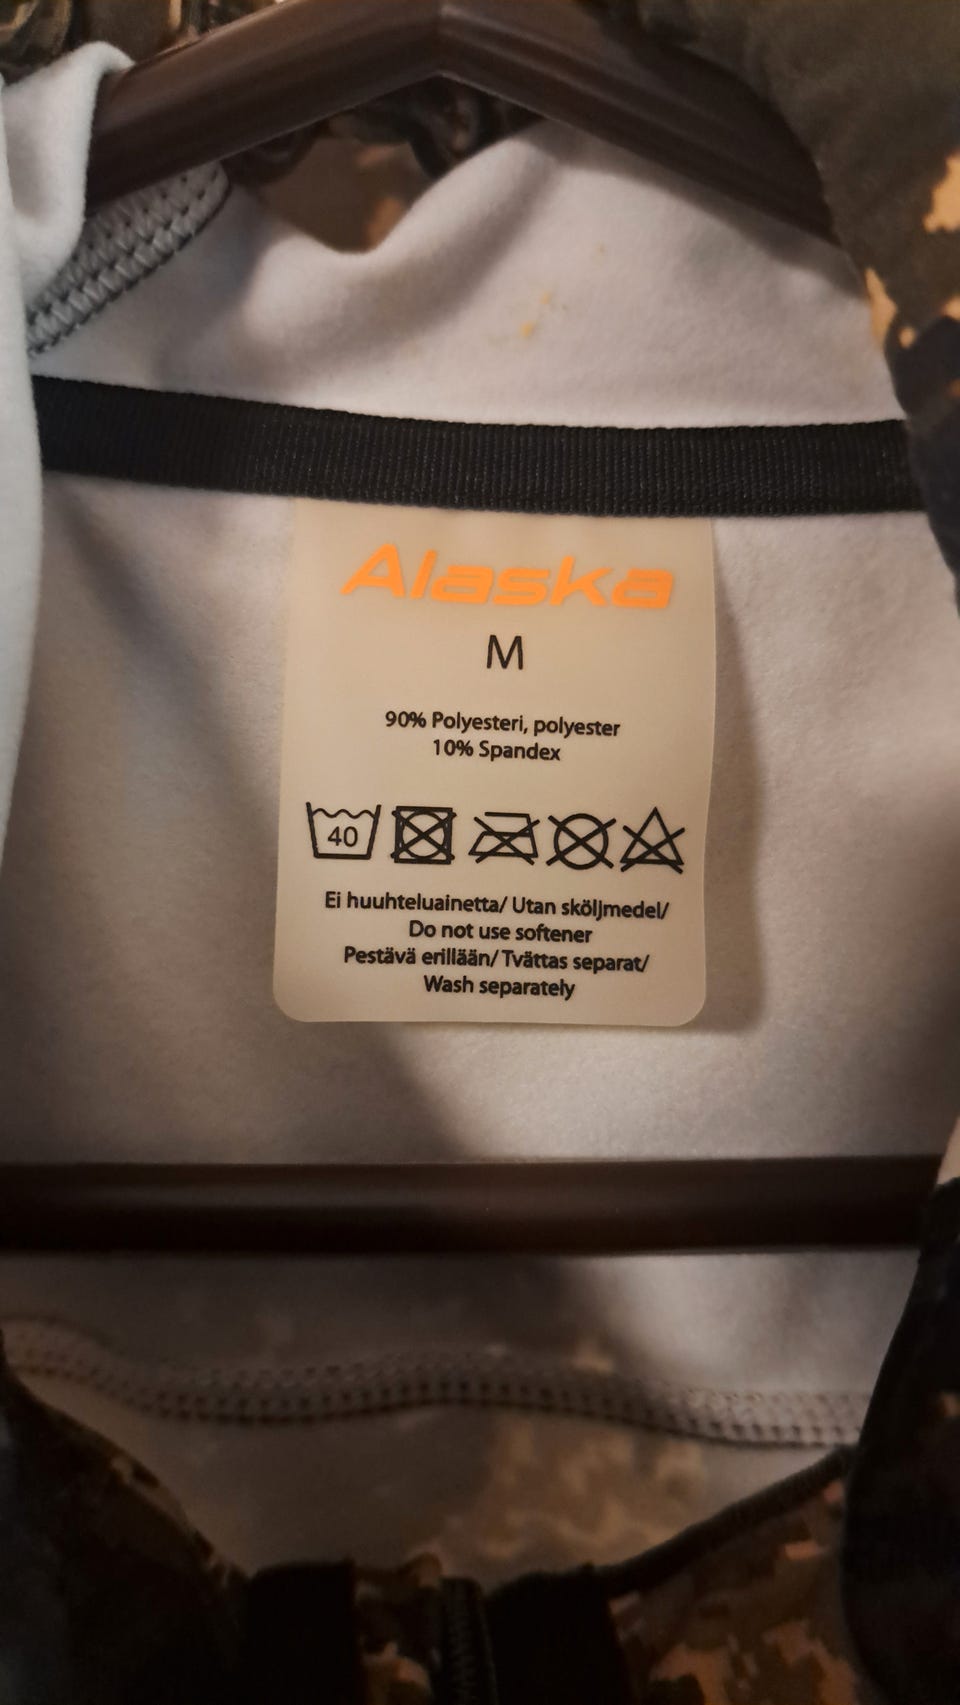 Alaska
M
90% Polyesteri, polyester
10% Spandex
40
Ei huuhteluainetta/ Utan sköljmedel/
Do not use softener
Pestävä erillään/ Tvättas separat/
Wash separately